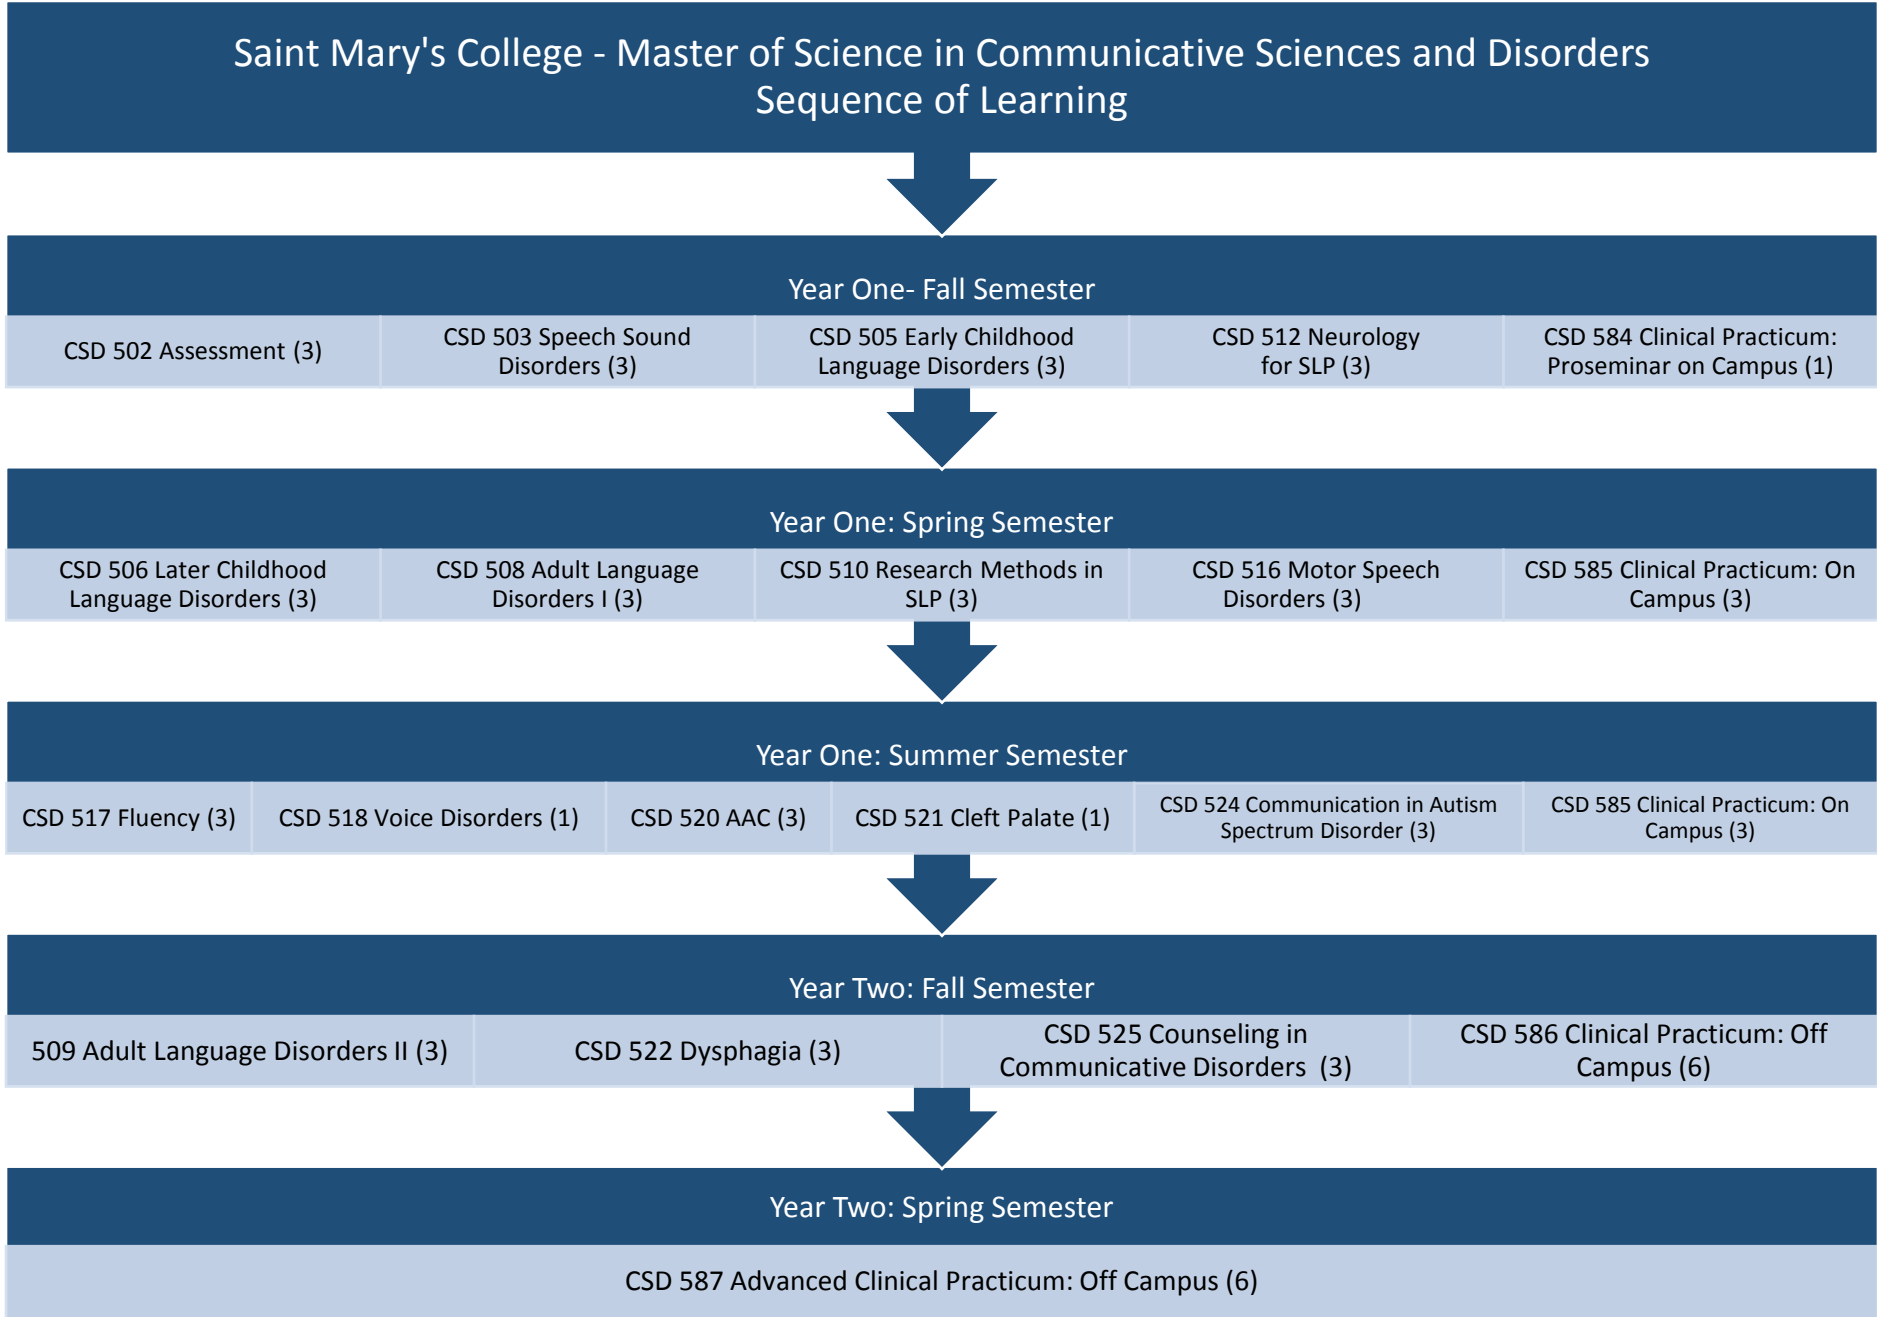 Saint Mary's College - Master of Science in Communicative Sciences and Disorders
Sequence of Learning
Year One- Fall Semester
CSD 502 Assessment (3)
CSD 503 Speech Sound
Disorders (3)
CSD 505 Early Childhood
Language Disorders (3)
CSD 512 Neurology
for SLP (3)
CSD 584 Clinical Practicum:
Proseminar on Campus (1)
Year One: Spring Semester
CSD 506 Later Childhood
Language Disorders (3)
CSD 508 Adult Language
Disorders I (3)
CSD 510 Research Methods in
SLP (3)
CSD 516 Motor Speech
Disorders (3)
CSD 585 Clinical Practicum: On
Campus (3)
Year One: Summer Semester
CSD 517 Fluency (3)
CSD 518 Voice Disorders (1)
CSD 520 AAC (3)
CSD 521 Cleft Palate (1)
CSD 524 Communication in Autism
Spectrum Disorder (3)
CSD 585 Clinical Practicum: On
Campus (3)
Year Two: Fall Semester
509 Adult Language Disorders II (3)
CSD 522 Dysphagia (3)
CSD 525 Counseling in
Communicative Disorders  (3)
CSD 586 Clinical Practicum: Off
Campus (6)
Year Two: Spring Semester
CSD 587 Advanced Clinical Practicum: Off Campus (6)